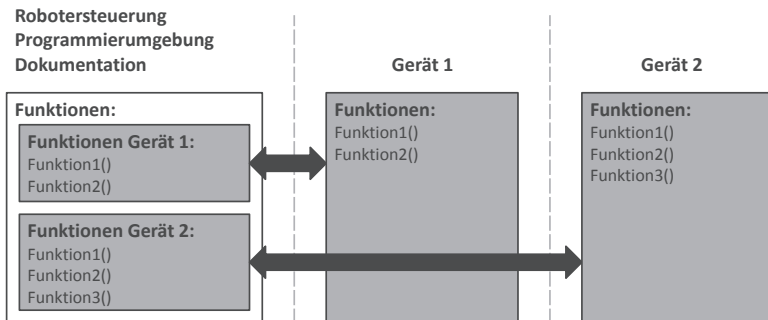 Robotersteuerung
Programmierumgebung
Dokumentation
Gerät 1
Gerät 2
Funktionen:
Funktionen Gerät 1:
Funktion1()
Funktion2()
Funktionen Gerät 2:
Funktion1()
Funktion2()
Funktion3()
Funktionen:
Funktion1()
Funktion2()
Funktionen:
Funktion1()
Funktion2()
Funktion3()